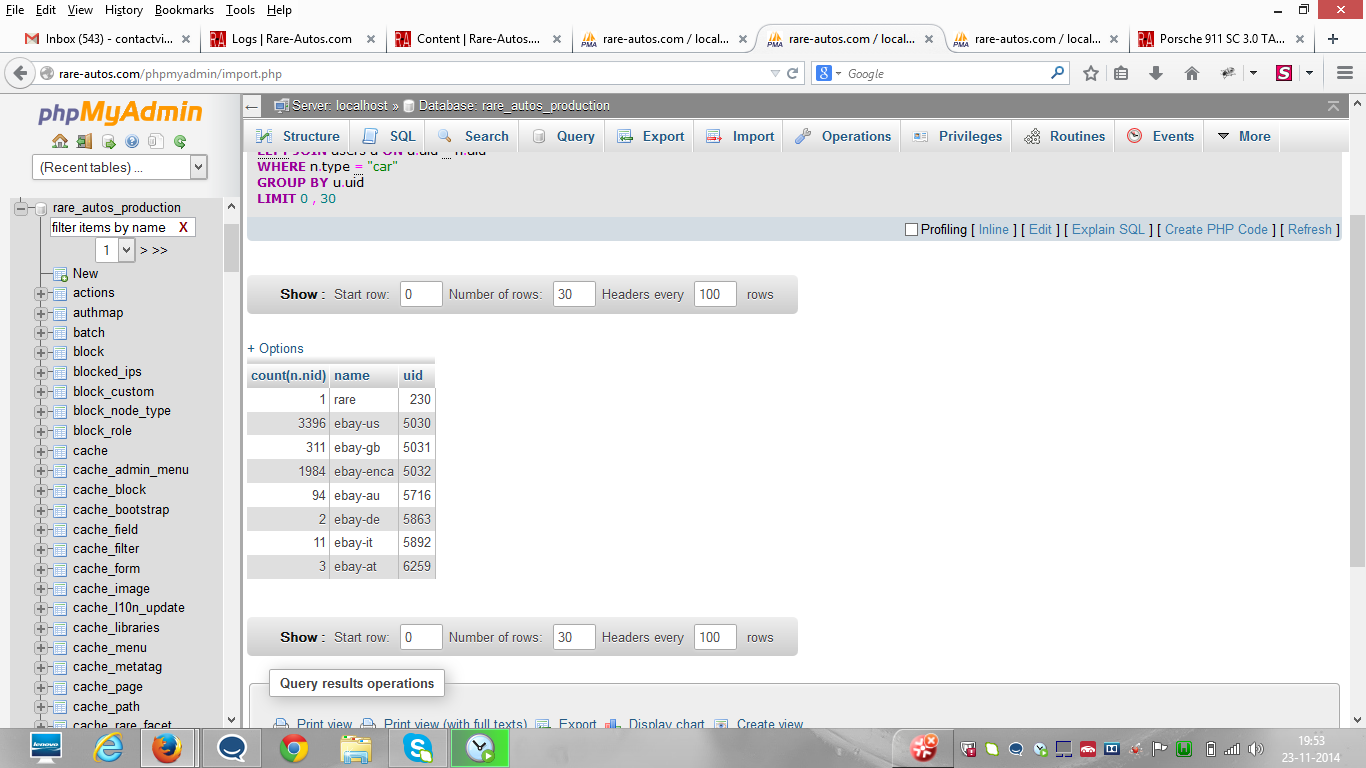 File Edit View History Bookmarks Tools Help
Inbox (543) - contactvi... Logs | Rare-Autos.com Content | Rare-Autos.... rare-autos.com / local... rare-autos.com / local... rare-autos.com / local... Porsche 911 SC 3.0 TA...
rare-autos.com/phpmyadmin/import.php
Google
phpMyAdmin
(Recent tables) ...
rare_autos_production
filter items by name X
1 > >>
New
actions
authmap
batch
block
blocked_ips
block_custom
block_node_type
block_role
cache
cache_admin_menu
cache_block
cache_bootstrap
cache_field
cache_filter
cache_form
cache_image
cache_l10n_update
cache_libraries
cache_menu
cache_metatag
cache_page
cache_path
cache_rare_facet
Server: localhost » Database: rare_autos_production
Structure SQL Search Query Export Import Operations Privileges Routines Events More
LEFT JOIN users u ON u.uid = n.uid
WHERE n.type = "car"
GROUP BY u.uid
LIMIT 0 , 30
Profiling [ Inline ] [ Edit ] [ Explain SQL ] [ Create PHP Code ] [ Refresh ]
Show : Start row: 0 Number of rows: 30 Headers every 100 rows
+ Options
count(n.nid) name uid
1 rare 230
3396 ebay-us 5030
311 ebay-gb 5031
1984 ebay-enca 5032
94 ebay-au 5716
2 ebay-de 5863
11 ebay-it 5892
3 ebay-at 6259
Show : Start row: 0 Number of rows: 30 Headers every 100 rows
Query results operations
Print view Print view (with full texts) Export Display chart Create view
lenovo
19:53
23-11-2014